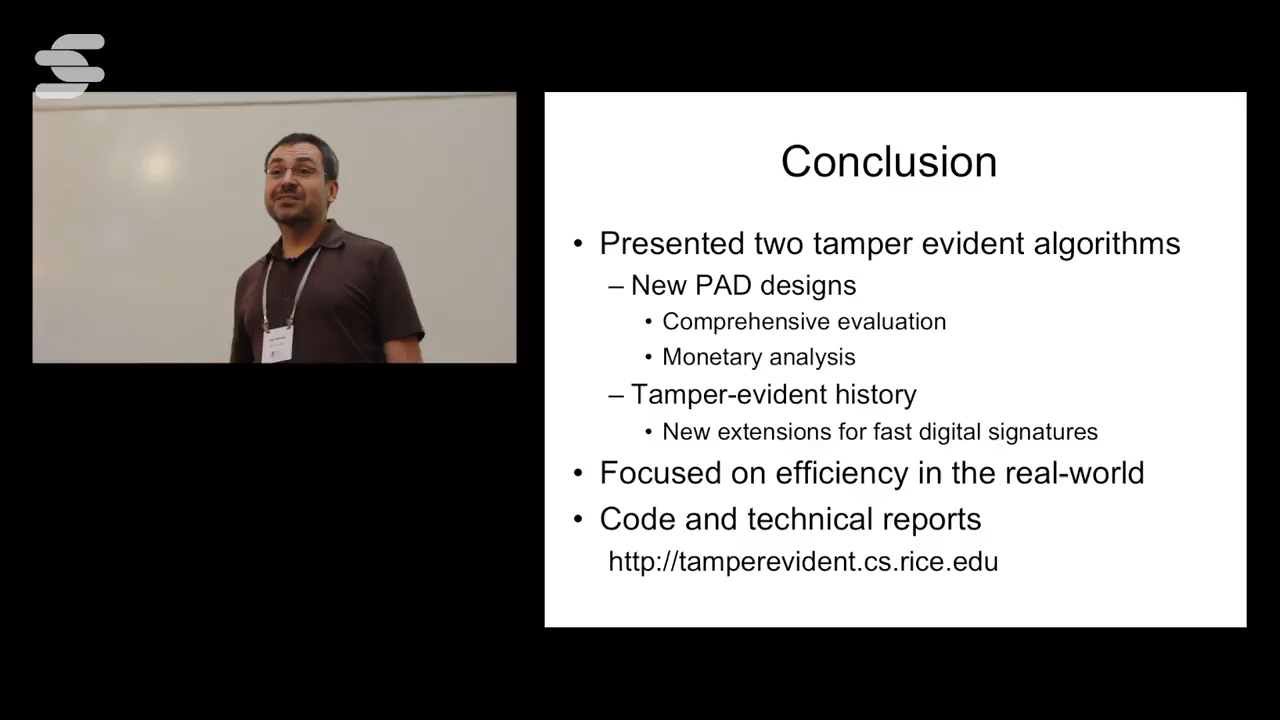 Conclusion
• Presented two tamper evident algorithms
– New PAD designs
• Comprehensive evaluation
• Monetary analysis
– Tamper-evident history
• New extensions for fast digital signatures
• Focused on efficiency in the real-world
• Code and technical reports
http://tamperevident.cs.rice.edu